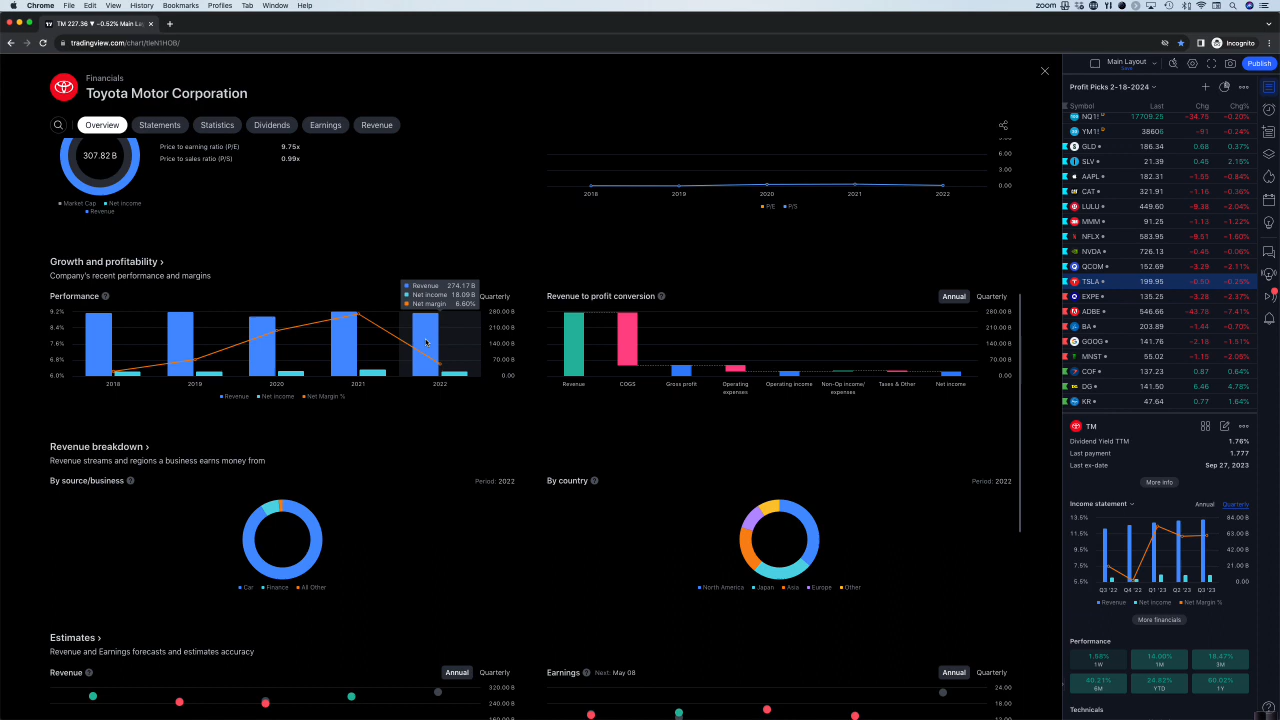 Chrome File Edit View History Bookmarks Profiles Tab Window Help
zoom
TM 227.36 ▼ −0.52% Main La
tradingview.com/chart/tleN1HOB/
Incognito
Main Layout
Save
Publish
Financials
Toyota Motor Corporation
Overview Statements Statistics Dividends Earnings Revenue
307.82 B
Price to earning ratio (P/E) 9.75x
Price to sales ratio (P/S) 0.99x
Market Cap Net income
Revenue
6.00
3.00
0.00
2018 2019 2020 2021 2022
P/E P/S
Growth and profitability
Company's recent performance and margins
Performance
Quarterly
Revenue 274.17 B
Net income 18.09 B
Net margin 6.60%
9.2%
8.4%
7.6%
6.8%
6.0%
280.00 B
210.00 B
140.00 B
70.00 B
0.00
2018 2019 2020 2021 2022
Revenue Net income Net Margin %
Revenue to profit conversion
Annual Quarterly
280.00 B
210.00 B
140.00 B
70.00 B
0.00
Revenue COGS Gross profit Operating expenses Operating income Non-Op income/ expenses Taxes & Other Net income
Revenue breakdown
Revenue streams and regions a business earns money from
By source/business
Period: 2022
Car Finance All Other
By country
Period: 2022
North America Japan Asia Europe Other
Estimates
Revenue and Earnings forecasts and estimates accuracy
Revenue
Annual Quarterly
320.00 B
240.00 B
Earnings Next: May 08
Annual Quarterly
24.00
18.00
Profit Picks 2-18-2024
Symbol Last Chg Chg%
NQ1! 17709.25 −34.75 −0.20%
YM1! 38606 −91 −0.24%
GLD 186.34 0.68 0.37%
SLV 21.39 0.45 2.15%
AAPL 182.31 −1.55 −0.84%
CAT 321.91 −1.16 −0.36%
LULU 449.60 −9.38 −2.04%
MMM 91.25 −1.13 −1.22%
NFLX 583.95 −9.51 −1.60%
NVDA 726.13 −0.45 −0.06%
QCOM 152.69 −3.29 −2.11%
TSLA 199.95 −0.50 −0.25%
EXPE 135.25 −3.28 −2.37%
ADBE 546.66 −43.78 −7.41%
BA 203.89 −1.44 −0.70%
GOOG 141.76 −2.18 −1.51%
MNST 55.02 −1.15 −2.05%
COF 137.23 0.87 0.64%
DG 141.50 6.46 4.78%
KR 47.64 0.77 1.64%
TM
Dividend Yield TTM 1.76%
Last payment 1.777
Last ex-date Sep 27, 2023
More info
Income statement Annual Quarterly
13.5%
11.5%
9.5%
7.5%
5.5%
84.00 B
63.00 B
42.00 B
21.00 B
0.00
Q3 '22 Q4 '22 Q1 '23 Q2 '23 Q3 '23
Revenue Net income Net Margin %
More financials
Performance
1.58% 14.00% 18.47%
1W 1M 3M
40.21% 24.82% 60.02%
6M YTD 1Y
Technicals